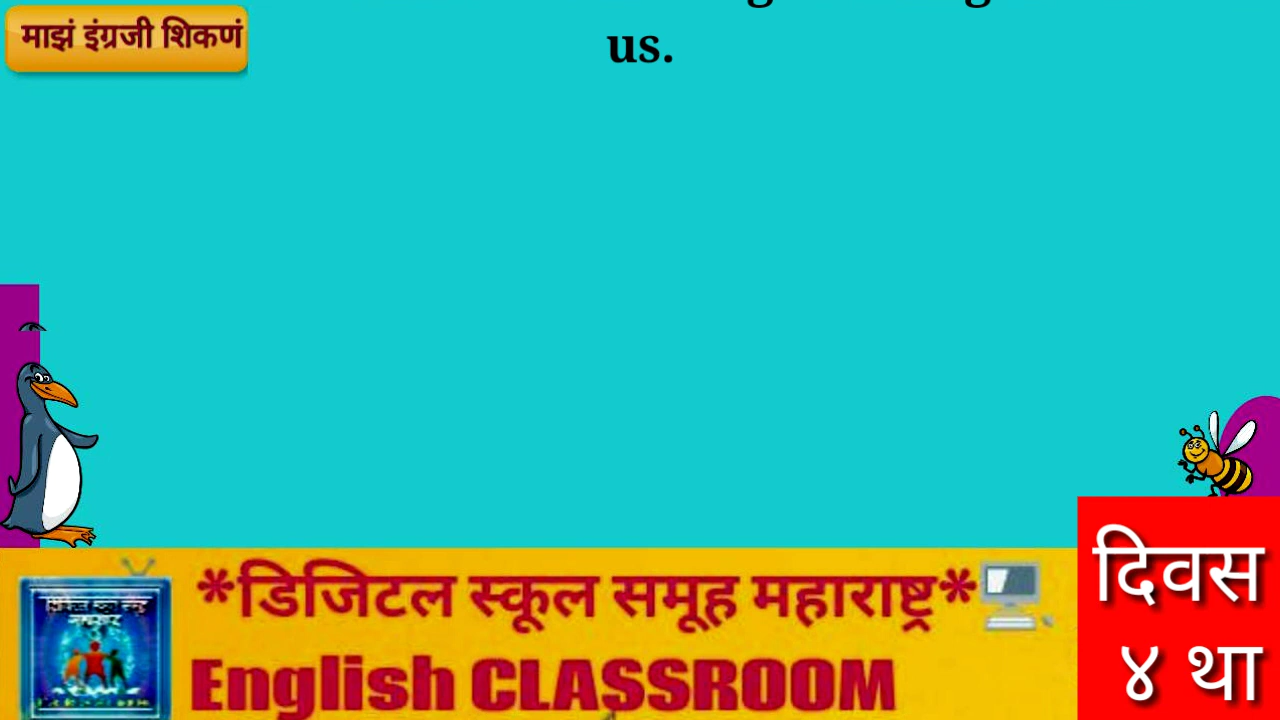 माझं इंग्रजी शिकणं
us.
*डिजिटल स्कूल समूह महाराष्ट्र*
English CLASSROOM
दिवस
४ था